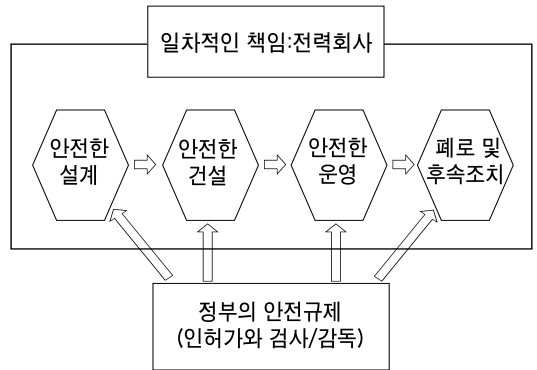 일차적인 책임:전력회사
안전한
설계
안전한
건설
안전한
운영
폐로 및
후속조치
정부의 안전규제
(인허가와 검사/감독)